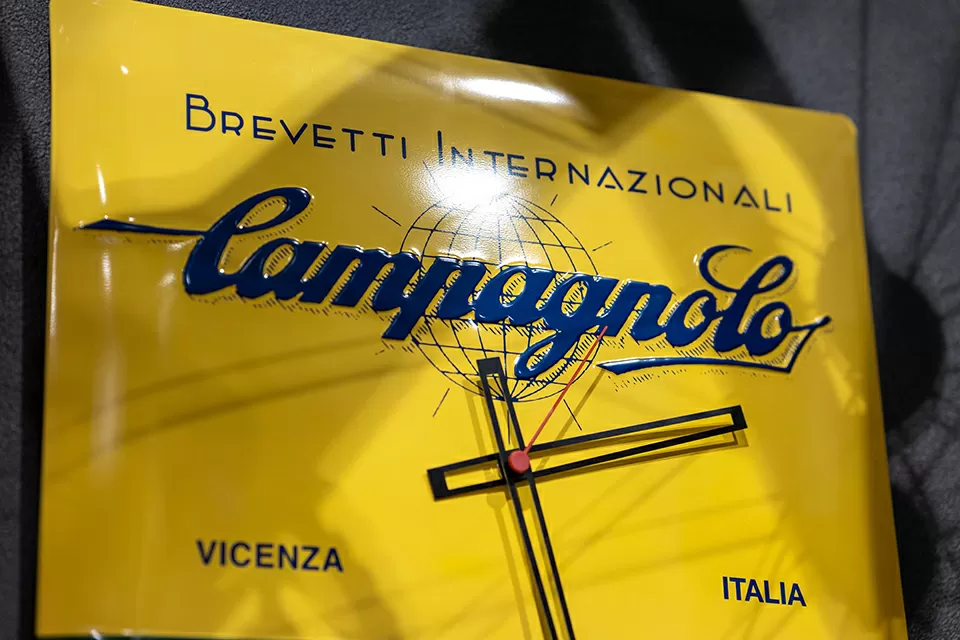 Brevetti Internazionali
Campagnolo
VICENZA
ITALIA